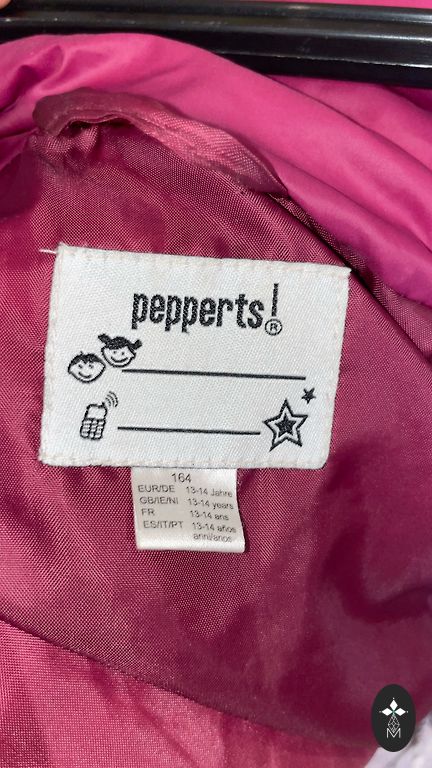 pepperts!®
164
EUR/DE 13-14 Jahre
GB/IE/NI 13-14 years
FR 13-14 ans
ES/IT/PT 13-14 años
anni/anos
M